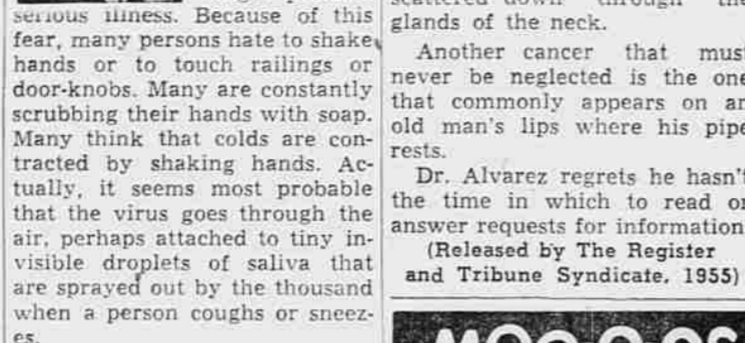 serious illness. Because of this
fear, many persons hate to shake
hands or to touch railings or
door-knobs. Many are constantly
scrubbing their hands with soap.
Many think that colds are con-
tracted by shaking hands. Ac-
tually, it seems most probable
that the virus goes through the
air, perhaps attached to tiny in-
visible droplets of saliva that
are sprayed out by the thousand
when a person coughs or sneez-
es.
scattered down through the
glands of the neck.
Another cancer that mus
never be neglected is the one
that commonly appears on an
old man's lips where his pipe
rests.
Dr. Alvarez regrets he hasn't
the time in which to read or
answer requests for information
(Released by The Register
and Tribune Syndicate, 1955)